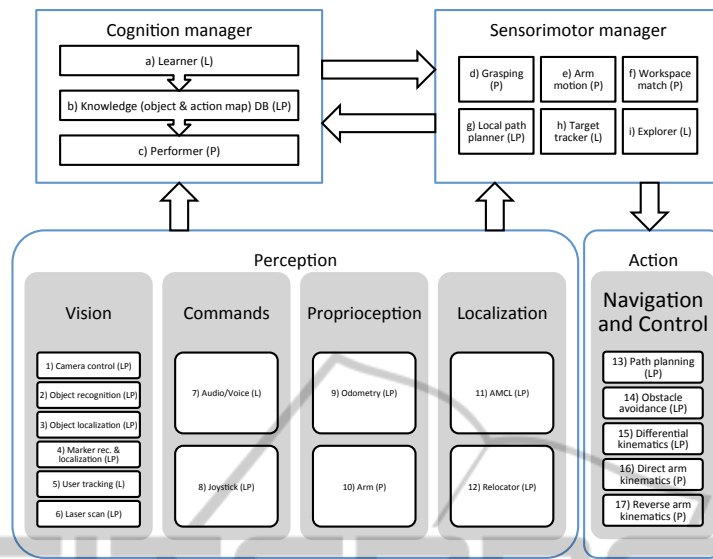 Cognition manager
a) Learner (L)
b) Knowledge (object & action map) DB (LP)
c) Performer (P)
Sensorimotor manager
d) Grasping
(P)
e) Arm
motion (P)
f) Workspace
match (P)
g) Local path
planner (LP)
h) Target
tracker (L)
i) Explorer (L)
Perception
Vision
1) Camera control (LP)
2) Object recognition (LP)
3) Object localization (LP)
4) Marker rec. &
localization (LP)
5) User tracking (L)
6) Laser scan (LP)
Commands
7) Audio/Voice (L)
8) Joystick (LP)
Proprioception
9) Odometry (LP)
10) Arm (P)
Localization
11) AMCL (LP)
12) Relocator (LP)
Action
Navigation
and Control
13) Path planning
(LP)
14) Obstacle
avoidance (LP)
15) Differential
kinematics (LP)
16) Direct arm
kinematics (P)
17) Reverse arm
kinematics (P)